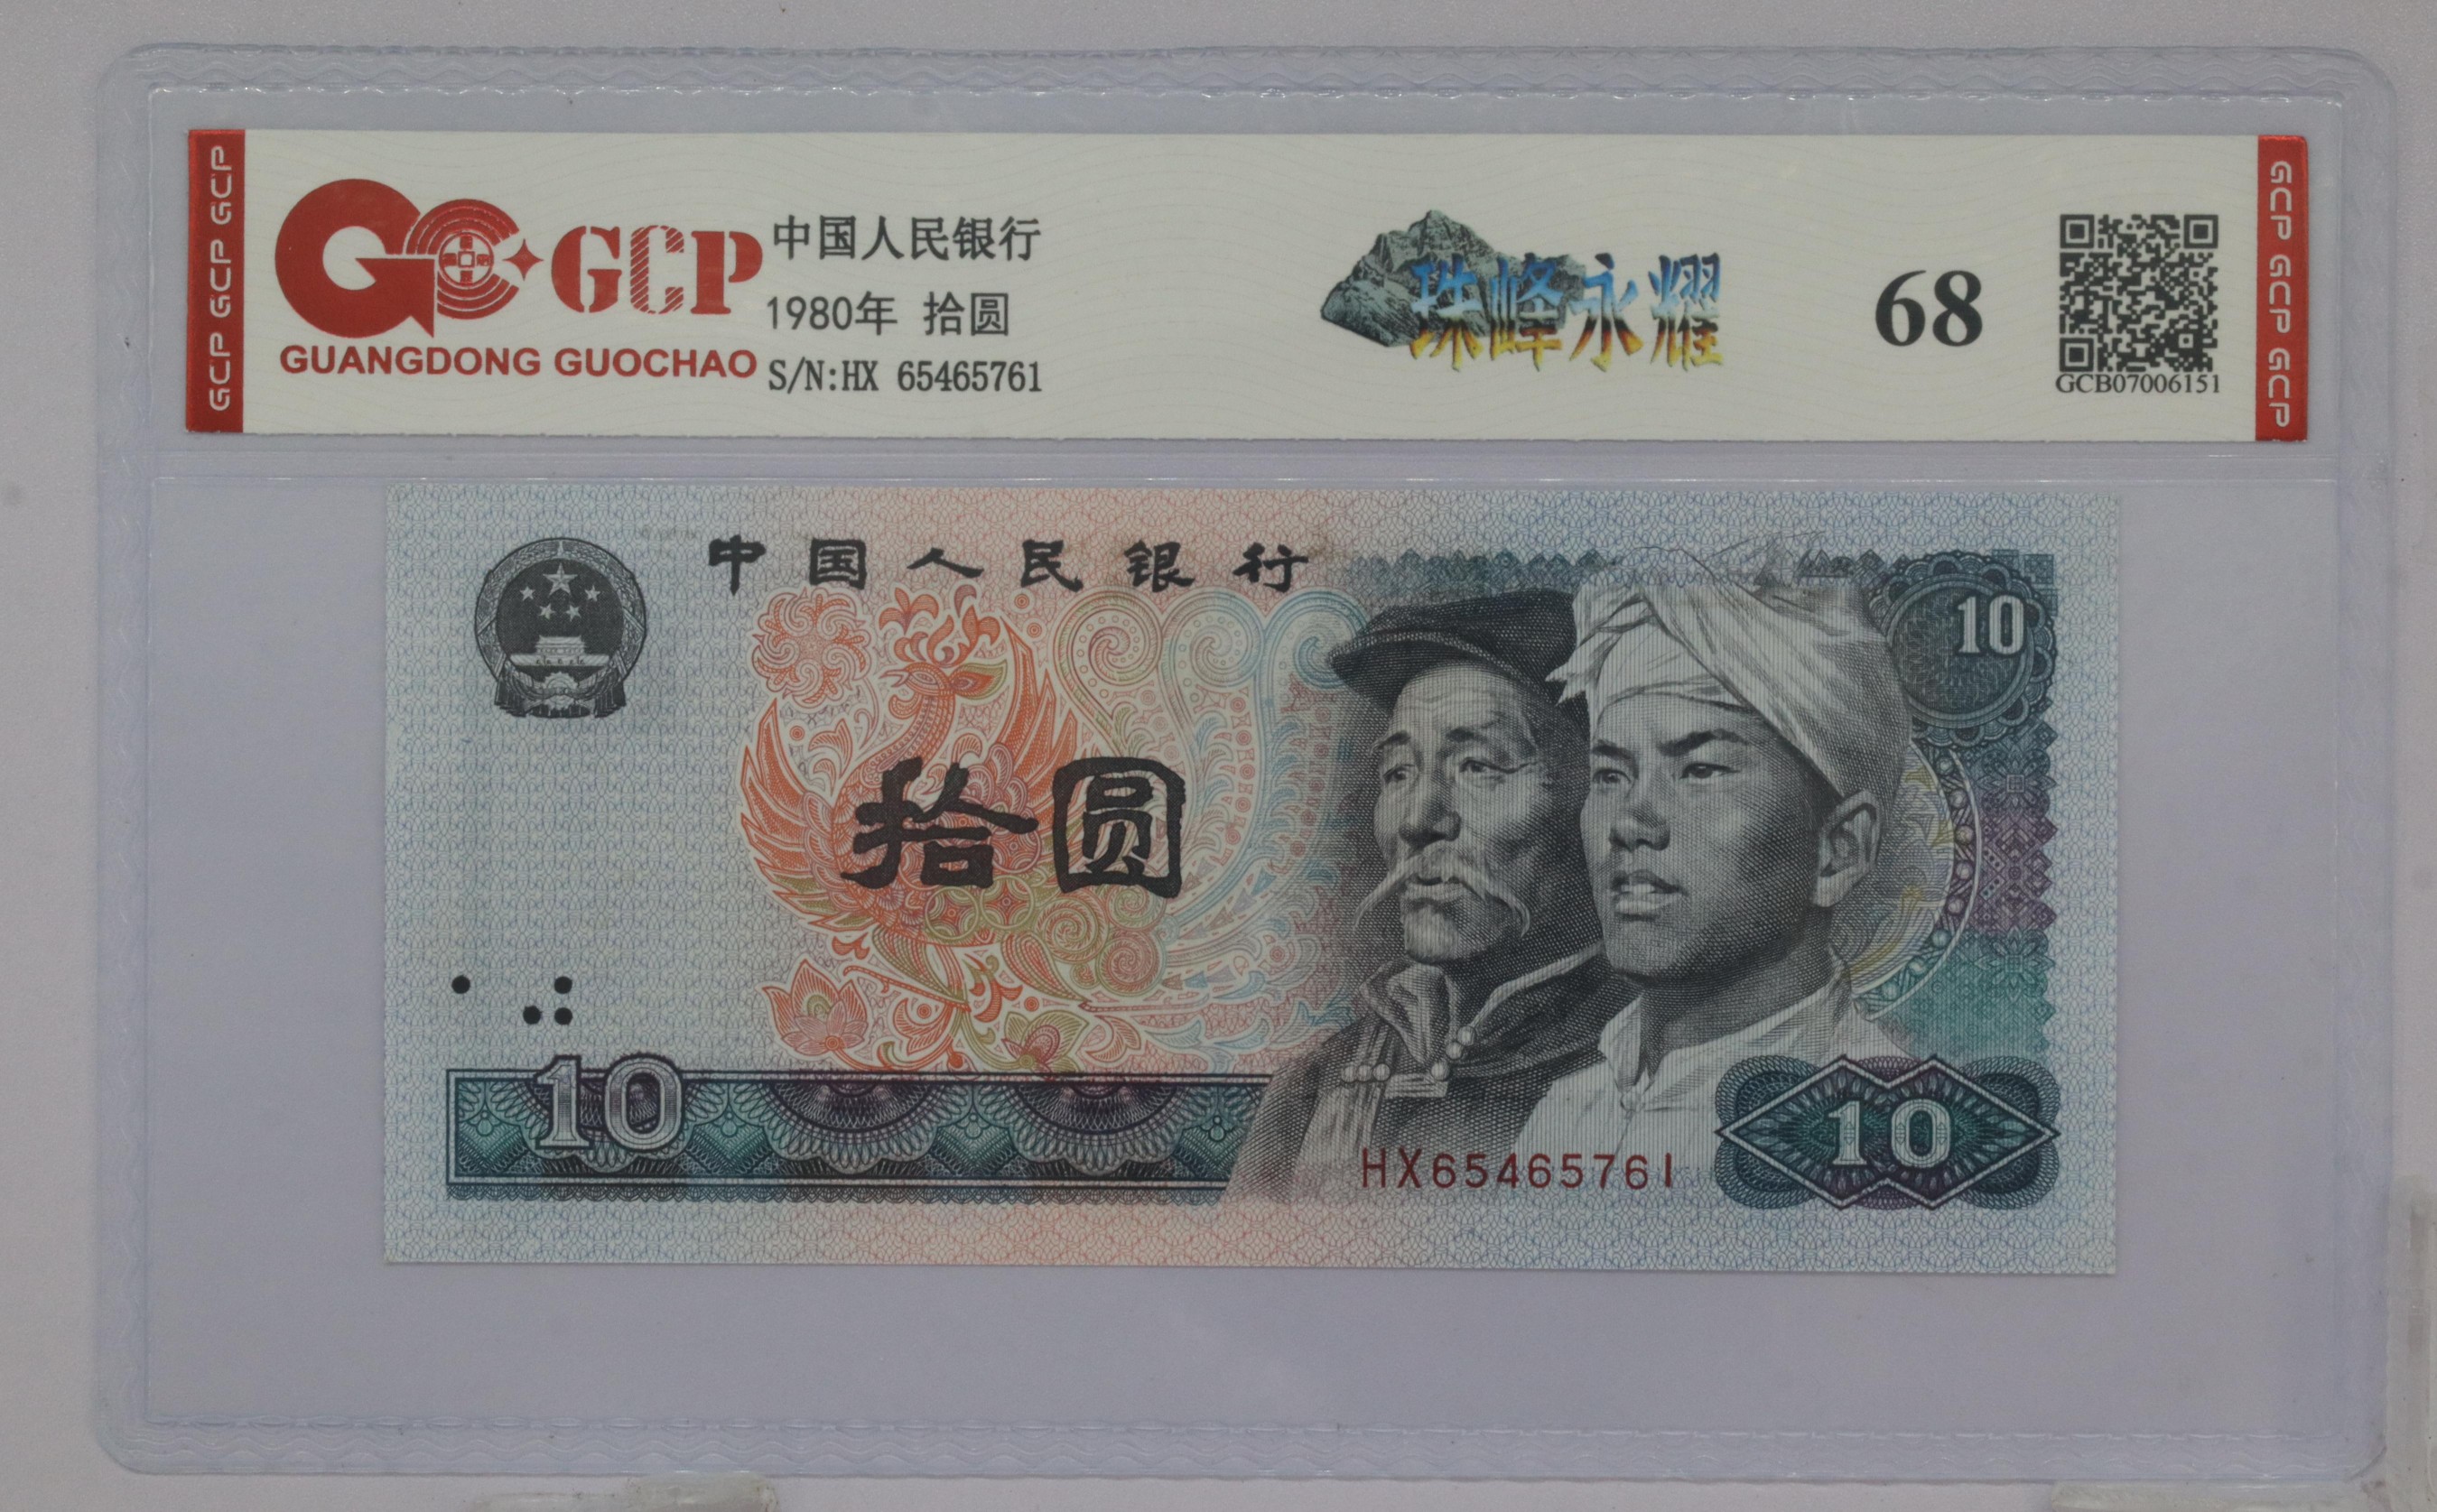 GCP GCP GCP
GCP
GUANGDONG GUOCHAO
中国人民银行
1980年 拾圆
S/N:HX 65465761
珠峰永耀
68
GCB07006151
GCP GCP GCP
中国人民银行
10
拾圆
10
HX65465761
10